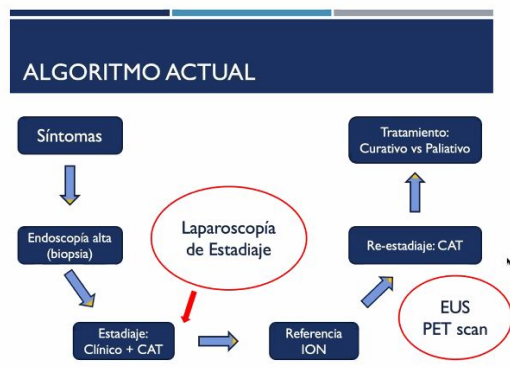 ALGORITMO ACTUAL
Síntomas
Endoscopía alta
(biopsia)
Estadiaje:
Clínico + CAT
Laparoscopía
de Estadiaje
Referencia
ION
Re-estadiaje: CAT
Tratamiento:
Curativo vs Paliativo
EUS
PET scan